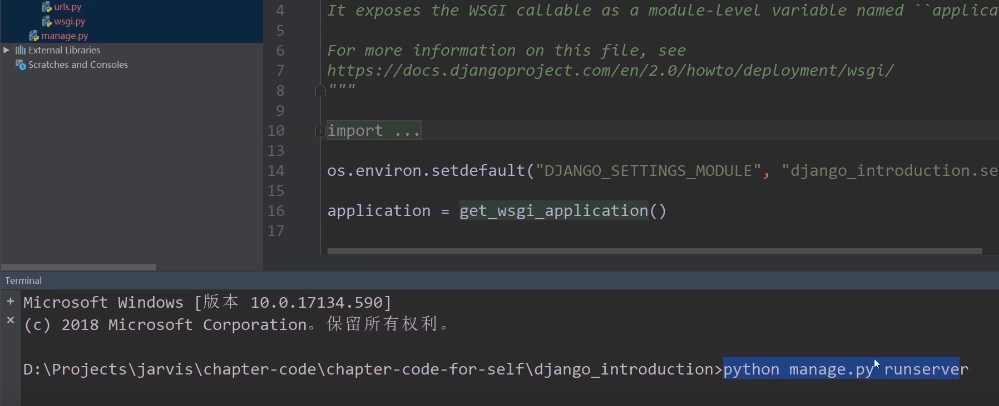 urls.py
wsgi.py
manage.py
External Libraries
Scratches and Consoles
4 It exposes the WSGI callable as a module-level variable named ``applica
5
6 For more information on this file, see
7 https://docs.djangoproject.com/en/2.0/howto/deployment/wsgi/
8 """
9
10 import ...
13
14 os.environ.setdefault("DJANGO_SETTINGS_MODULE", "django_introduction.se
15
16 application = get_wsgi_application()
17
Terminal
Microsoft Windows [版本 10.0.17134.590]
(c) 2018 Microsoft Corporation。保留所有权利。
D:\Projects\jarvis\chapter-code\chapter-code-for-self\django_introduction>python manage.py runserver